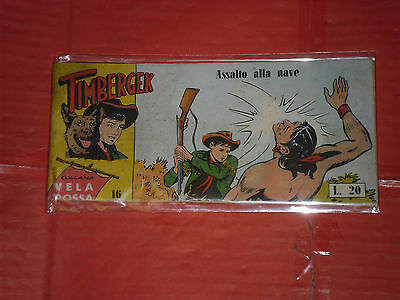 TIMBERGEK
Assalto alla nave
COLLANA
VELA
ROSSA
16
L. 20